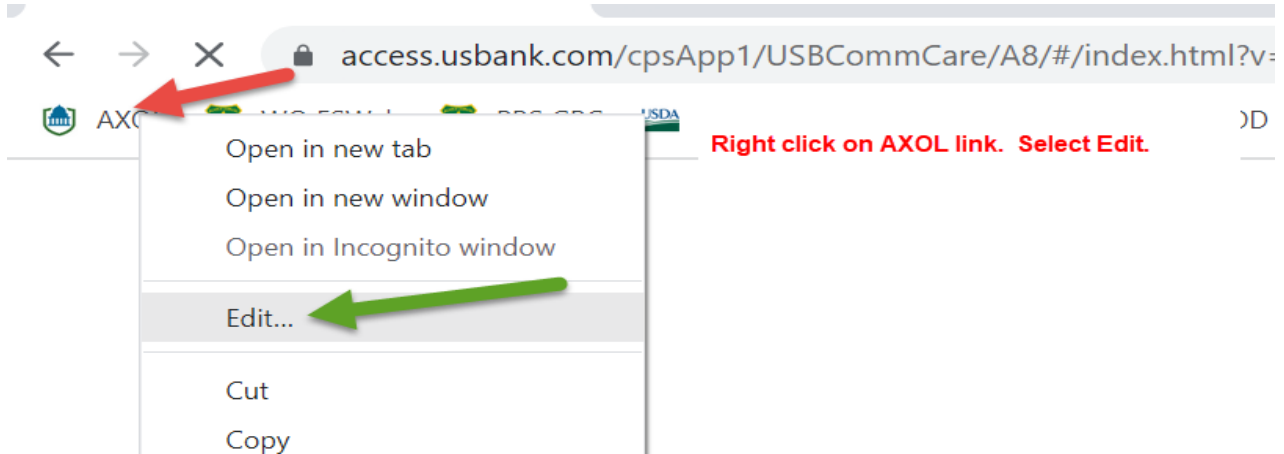 access.usbank.com/cpsApp1/USBCommCare/A8/#/index.html?v=
USDA
Right click on AXOL link. Select Edit.
Open in new tab
Open in new window
Open in Incognito window
Edit...
Cut
Copy